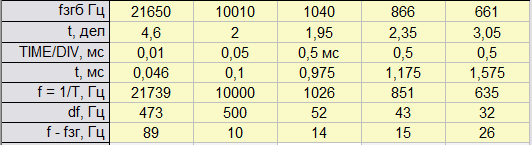 fзгб Гц 21650 10010 1040 866 661
t, дел 4,6 2 1,95 2,35 3,05
TIME/DIV, мс 0,01 0,05 0,5 мс 0,5 0,5
t, мс 0,046 0,1 0,975 1,175 1,575
f = 1/T, Гц 21739 10000 1026 851 635
df, Гц 473 500 52 43 32
f - fзг, Гц 89 10 14 15 26